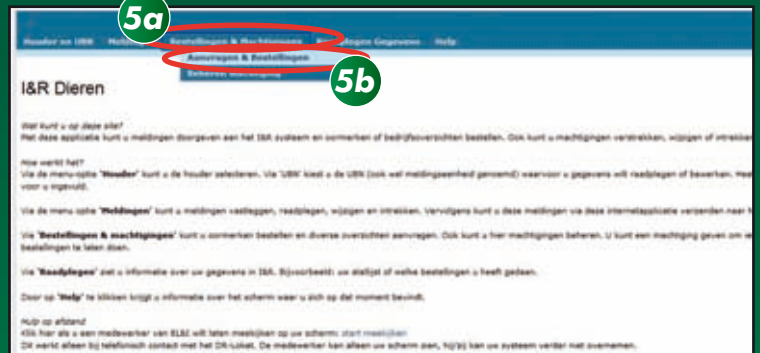 5a
Houder en UBN Meldingen Bestellingen & Machtigingen Raadplegen Gegevens Help
Aanvragen & Bestellingen
Beheren Machtiging
5b
I&R Dieren
Wat kunt u op deze site?
Met deze applicatie kunt u meldingen doorgeven aan het I&R systeem en oormerken of bedrijfsoverzichten bestellen. Ook kunt u machtigingen verstrekken, wijzigen of intrekken
Hoe werkt het?
Via de menu-optie 'Houder' kunt u de houder selecteren. Via 'UBN' kiest u de UBN (ook wel meldingseenheid genoemd) waarvoor u gegevens wilt raadplegen of bewerken.
voor u ingevuld.
Via de menu optie 'Meldingen' kunt u meldingen vastleggen, raadplegen, wijzigen en intrekken. Vervolgens kunt u deze meldingen via deze internetapplicatie verzenden naar
Via 'Bestellingen & machtigingen' kunt u oormerken bestellen en diverse overzichten aanvragen. Ook kunt u hier machtigingen beheren. U kunt een machtiging geven om
bestellingen te laten doen.
Via 'Raadplegen' ziet u informatie over uw gegevens in I&R. Bijvoorbeeld: uw stallijst of welke bestellingen u heeft gedaan.
Door op 'Help' te klikken krijgt u informatie over het scherm waar u zich op dat moment bevindt.
Hulp op afstand
Klik hier als u een medewerker van EL&I wilt laten meekijken op uw scherm: start meekijken
Dit werkt alleen bij telefonisch contact met het DR-Loket. De medewerker kan alleen uw scherm zien, hij/zij kan uw systeem verder niet overnemen.